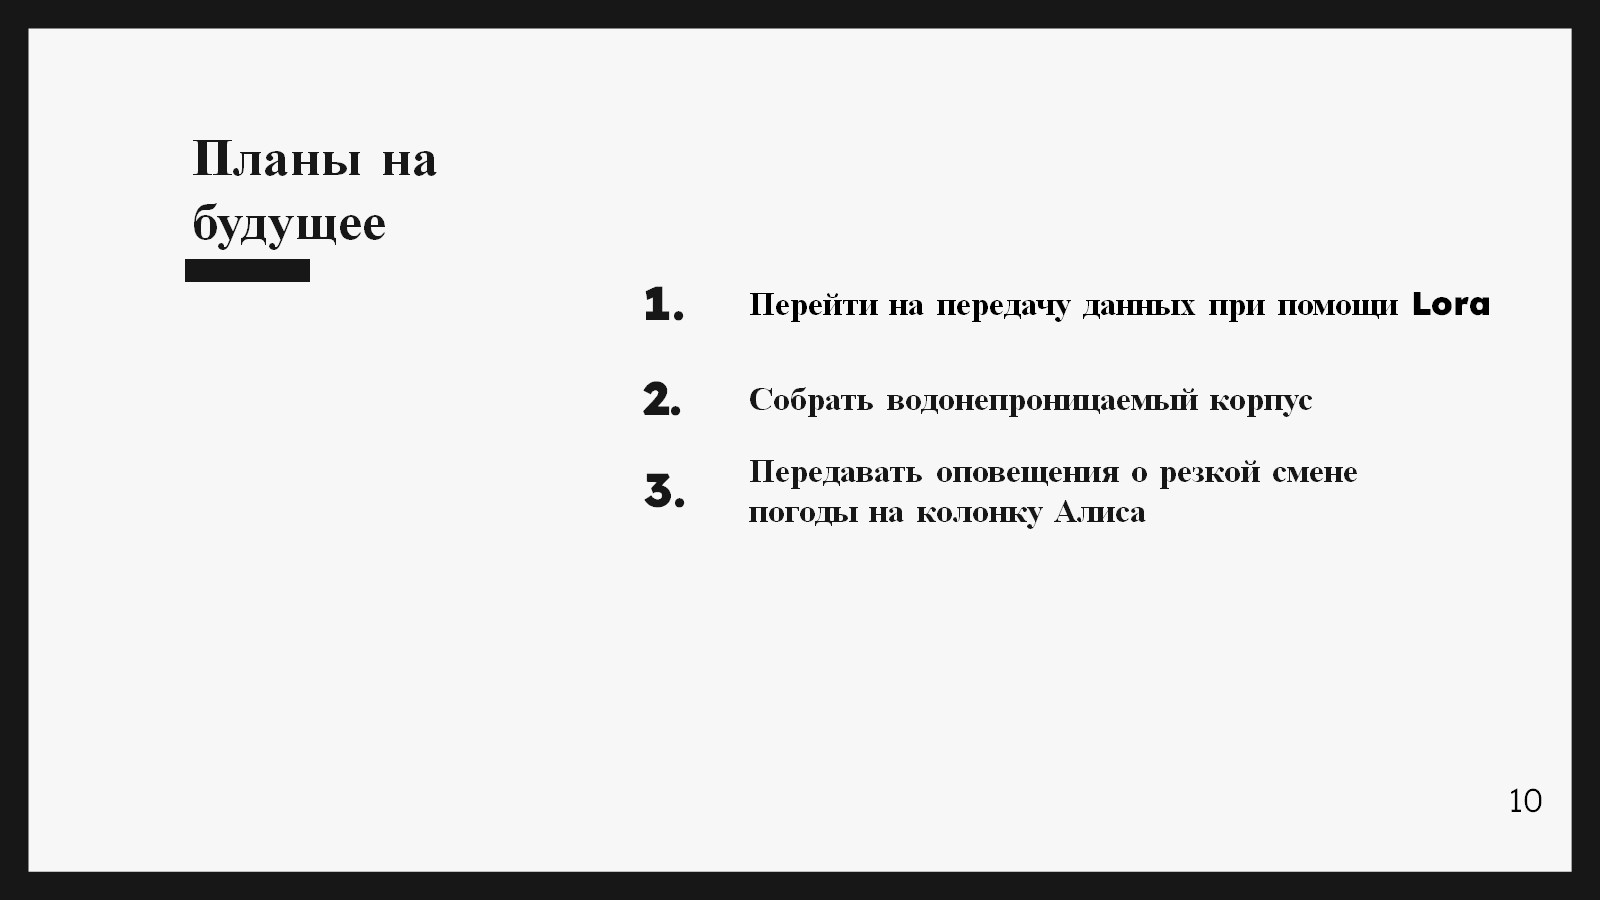 Планы на
будущее
1. Перейти на передачу данных при помощи Lora
2. Собрать водонепроницаемый корпус
3. Передавать оповещения о резкой смене
погоды на колонку Алиса
10